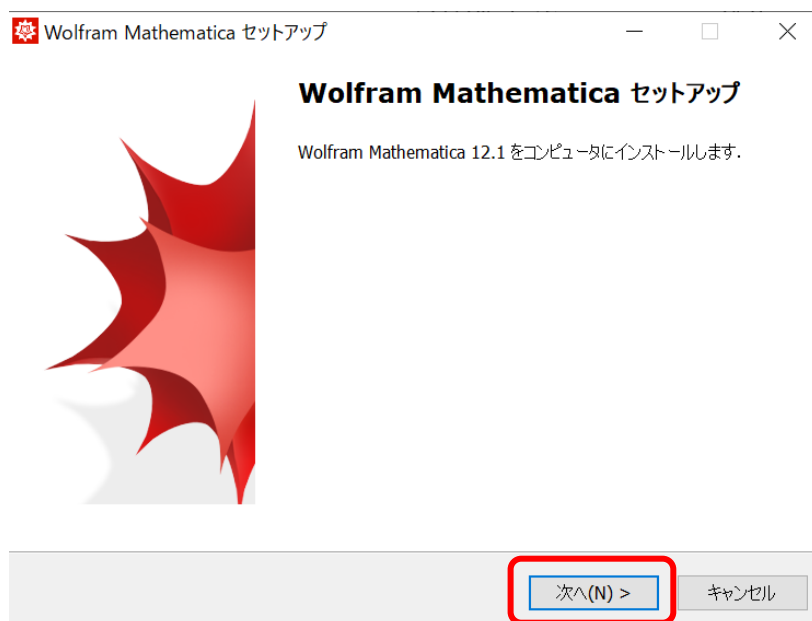 Wolfram Mathematica セットアップ
Wolfram Mathematica セットアップ
Wolfram Mathematica 12.1 をコンピュータにインストールします.
次へ(N) >
キャンセル